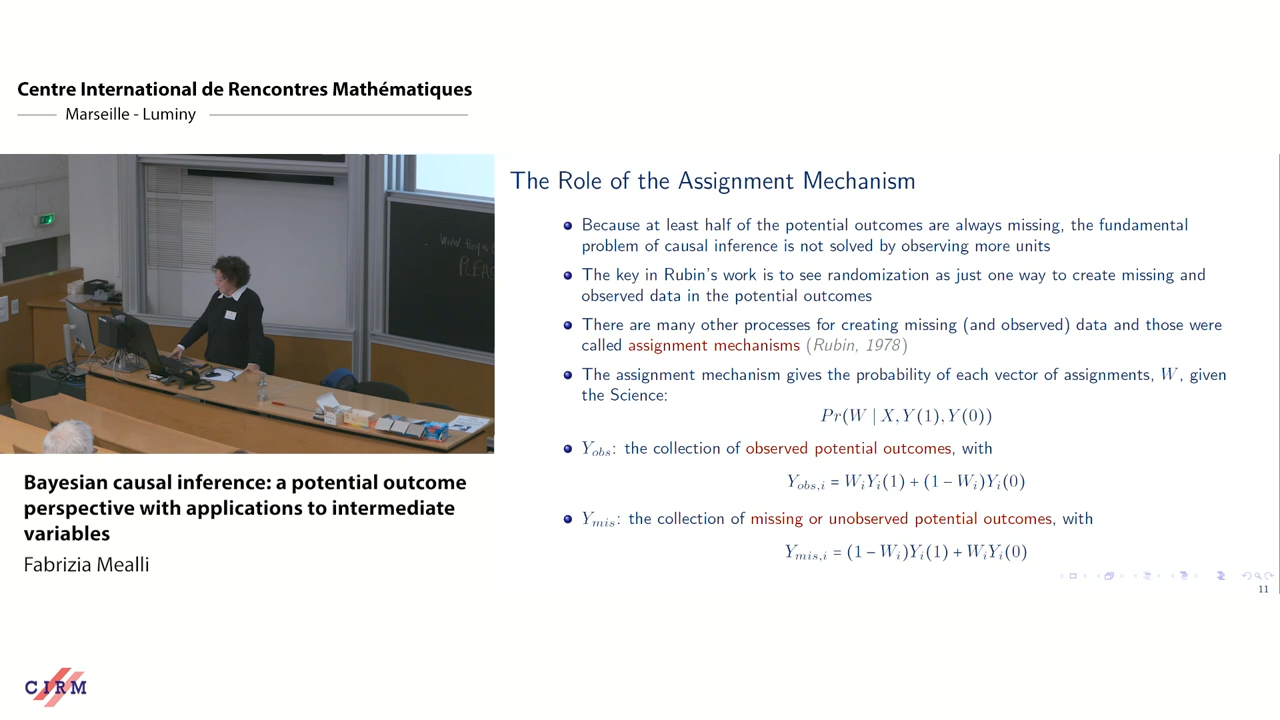 Centre International de Rencontres Mathématiques
Marseille - Luminy
The Role of the Assignment Mechanism
Because at least half of the potential outcomes are always missing, the fundamental
problem of causal inference is not solved by observing more units
The key in Rubin's work is to see randomization as just one way to create missing and
observed data in the potential outcomes
There are many other processes for creating missing (and observed) data and those were
called assignment mechanisms (Rubin, 1978)
The assignment mechanism gives the probability of each vector of assignments, W, given
the Science:
Pr(W | X, Y(1), Y(0))
Y_obs: the collection of observed potential outcomes, with
Y_obs,i = W_iY_i(1) + (1 − W_i)Y_i(0)
Y_mis: the collection of missing or unobserved potential outcomes, with
Y_mis,i = (1 − W_i)Y_i(1) + W_iY_i(0)
11
Bayesian causal inference: a potential outcome
perspective with applications to intermediate
variables
Fabrizia Mealli
CIRM